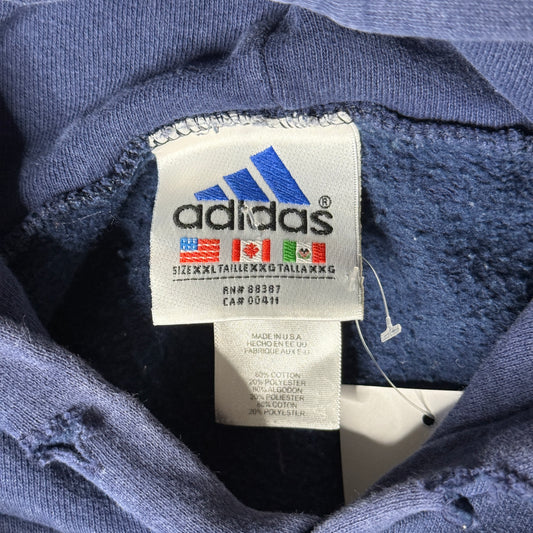 adidas®
SIZE XXL TAILLE XXG TALLA XXG
RN# 88387
CA# 00411
MADE IN U.S.A.
HECHO EN EE UU
FABRIQUE AUX É-U
80% COTTON
20% POLYESTER
80% ALGODON
20% POLIESTER
80% COTON
20% POLYESTER